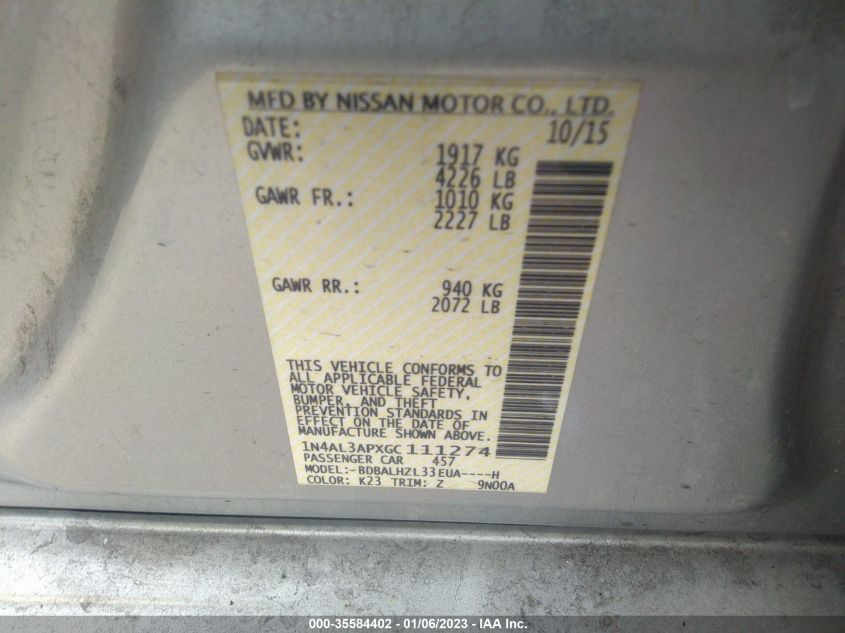 MFD BY NISSAN MOTOR CO., LTD.
DATE: 10/15
GVWR: 1917 KG
4226 LB
GAWR FR.: 1010 KG
2227 LB
GAWR RR.: 940 KG
2072 LB
THIS VEHICLE CONFORMS TO
ALL APPLICABLE FEDERAL
MOTOR VEHICLE SAFETY,
BUMPER, AND THEFT
PREVENTION STANDARDS IN
EFFECT ON THE DATE OF
MANUFACTURE SHOWN ABOVE.
1N4AL3APXGC111274
PASSENGER CAR 457
MODEL:-BDBALHZL33EUA----H
COLOR: K23 TRIM: Z 9N00A
000-35584402 - 01/06/2023 - IAA Inc.